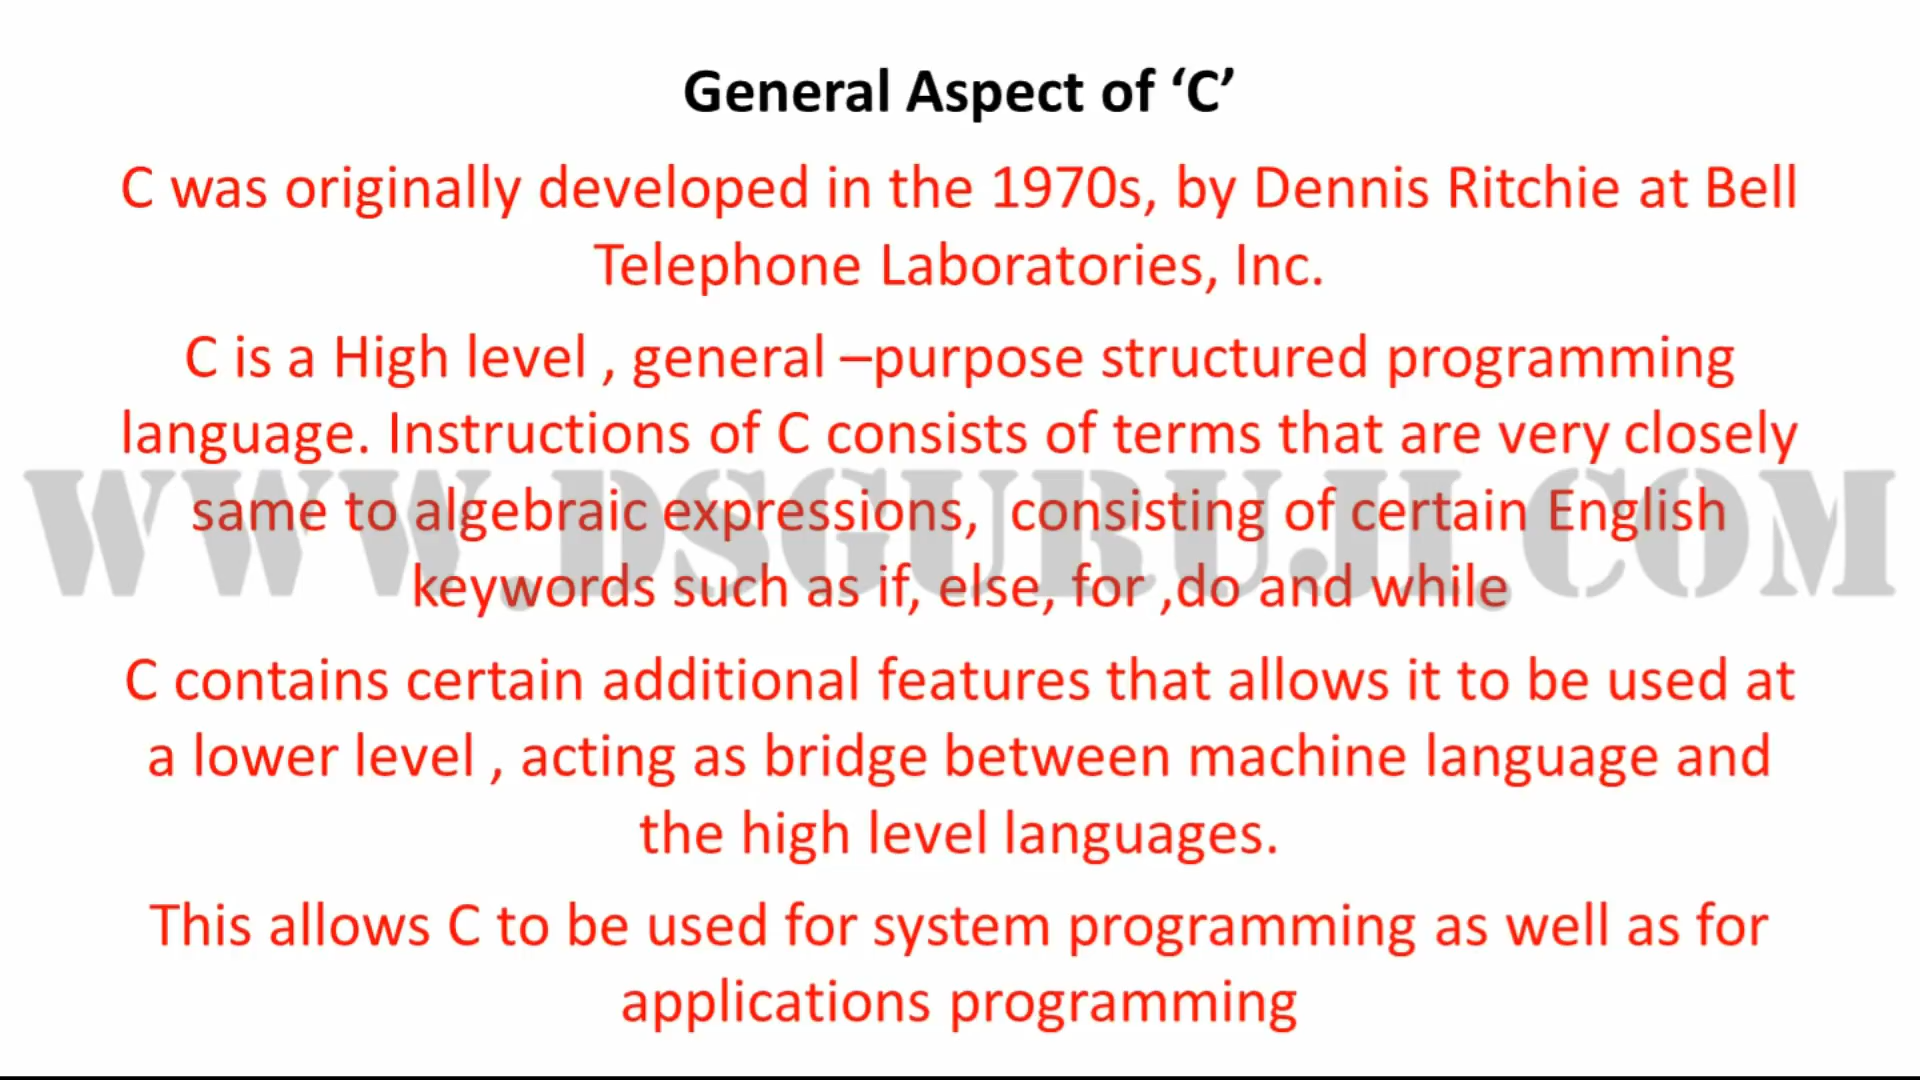 General Aspect of ‘C’
C was originally developed in the 1970s, by Dennis Ritchie at Bell
Telephone Laboratories, Inc.
C is a High level , general –purpose structured programming
language. Instructions of C consists of terms that are very closely
same to algebraic expressions, consisting of certain English
keywords such as if, else, for ,do and while
WWW.DSGURUJI.COM
C contains certain additional features that allows it to be used at
a lower level , acting as bridge between machine language and
the high level languages.
This allows C to be used for system programming as well as for
applications programming